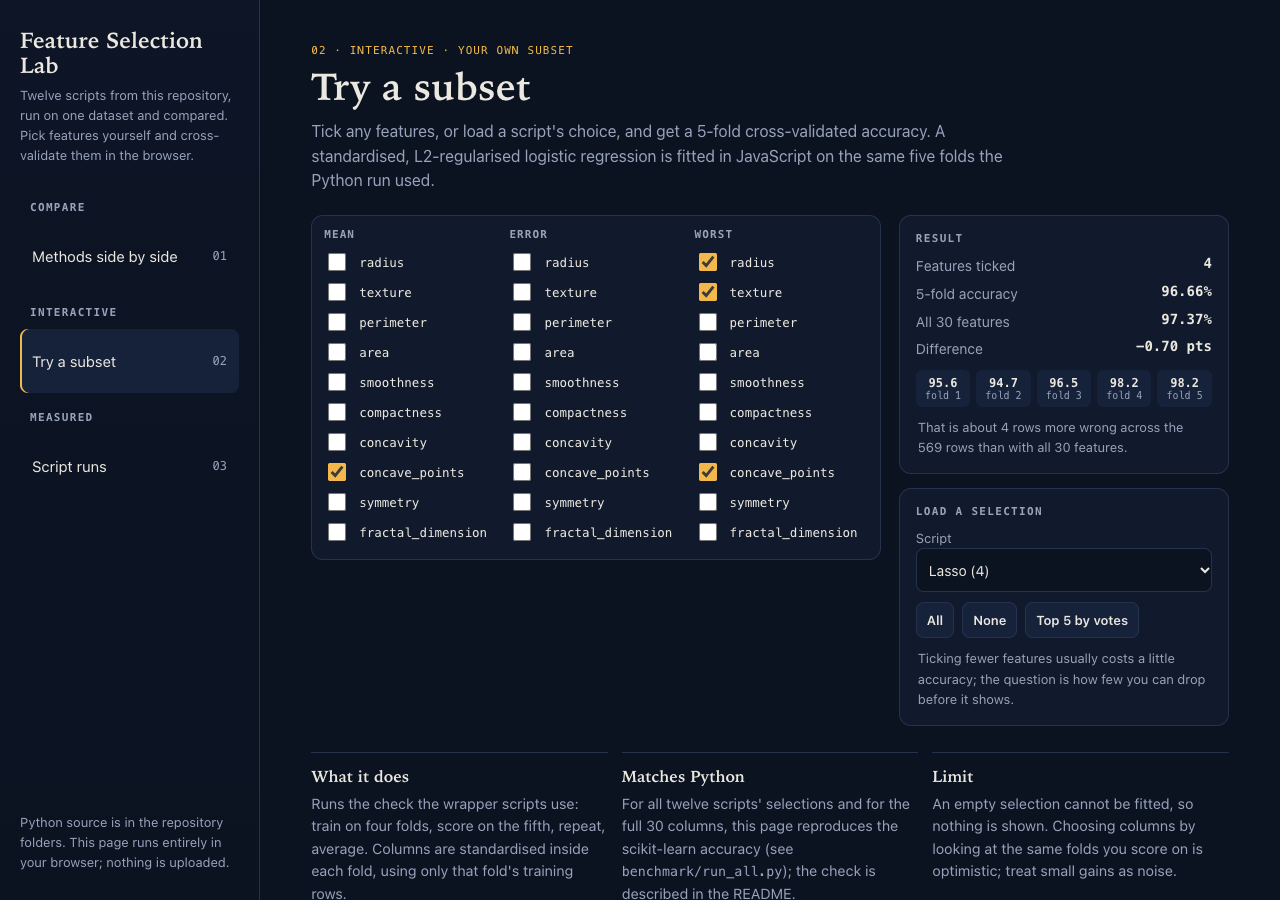 Feature Selection
Lab
Twelve scripts from this repository,
run on one dataset and compared.
Pick features yourself and cross-
validate them in the browser.
COMPARE
Methods side by side 01
INTERACTIVE
Try a subset 02
MEASURED
Script runs 03
Python source is in the repository
folders. This page runs entirely in
your browser; nothing is uploaded.
02 · INTERACTIVE · YOUR OWN SUBSET
Try a subset
Tick any features, or load a script's choice, and get a 5-fold cross-validated accuracy. A
standardised, L2-regularised logistic regression is fitted in JavaScript on the same five folds the
Python run used.
MEAN ERROR WORST
radius radius radius
texture texture texture
perimeter perimeter perimeter
area area area
smoothness smoothness smoothness
compactness compactness compactness
concavity concavity concavity
concave_points concave_points concave_points
symmetry symmetry symmetry
fractal_dimension fractal_dimension fractal_dimension
RESULT
Features ticked 4
5-fold accuracy 96.66%
All 30 features 97.37%
Difference −0.70 pts
95.6 94.7 96.5 98.2 98.2
fold 1 fold 2 fold 3 fold 4 fold 5
That is about 4 rows more wrong across the
569 rows than with all 30 features.
LOAD A SELECTION
Script
Lasso (4)
All None Top 5 by votes
Ticking fewer features usually costs a little
accuracy; the question is how few you can drop
before it shows.
What it does
Runs the check the wrapper scripts use:
train on four folds, score on the fifth, repeat,
average. Columns are standardised inside
each fold, using only that fold's training
rows.
Matches Python
For all twelve scripts' selections and for the
full 30 columns, this page reproduces the
scikit-learn accuracy (see
benchmark/run_all.py); the check is
described in the README.
Limit
An empty selection cannot be fitted, so
nothing is shown. Choosing columns by
looking at the same folds you score on is
optimistic; treat small gains as noise.